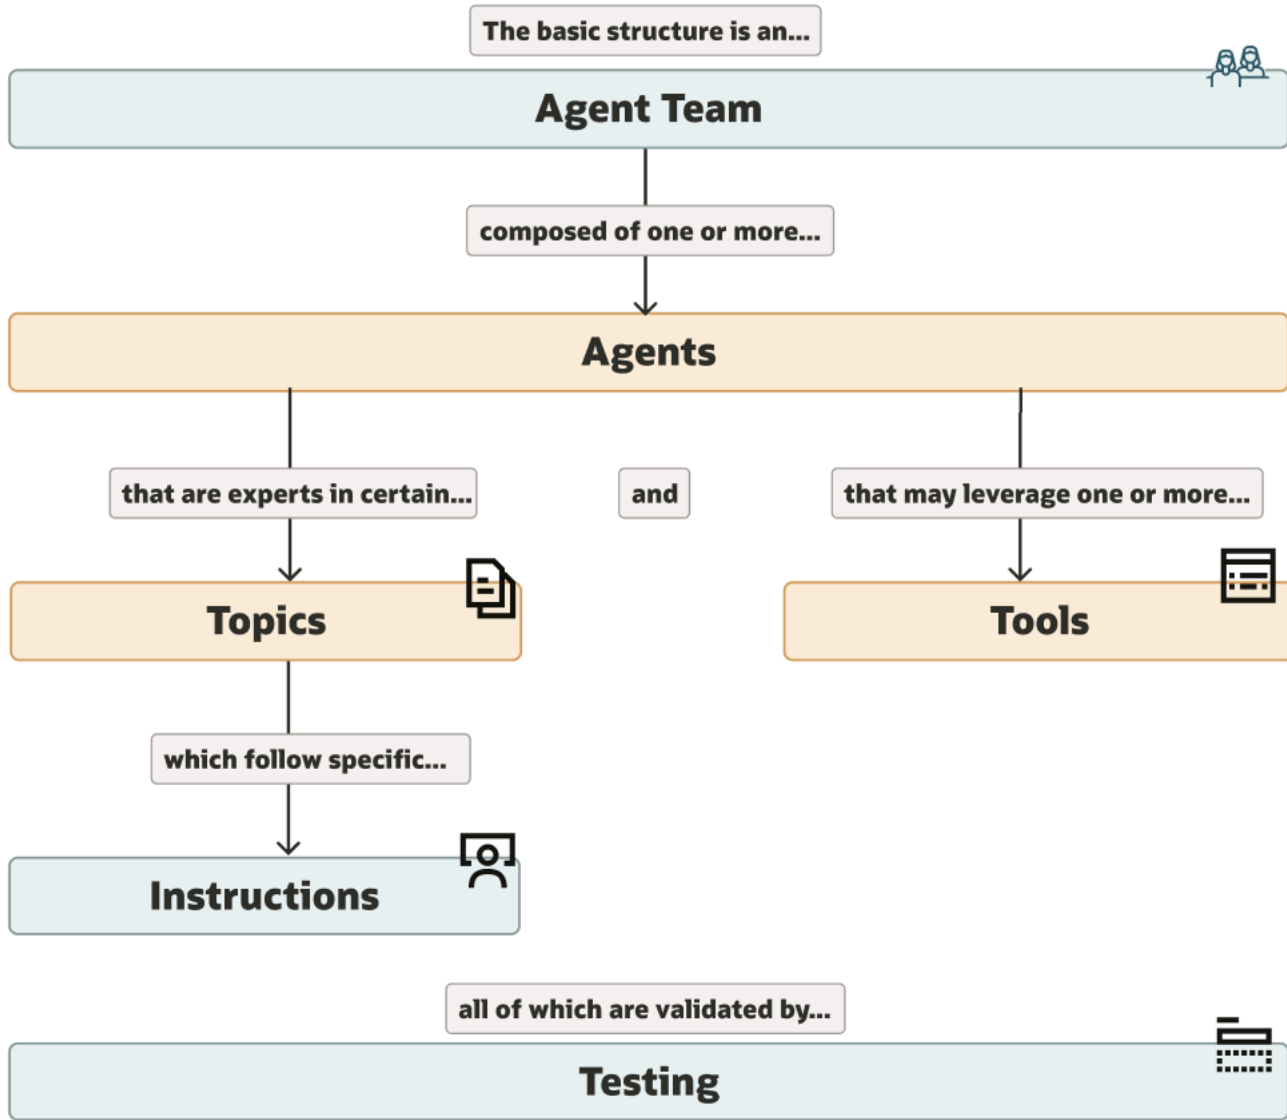 The basic structure is an...
Agent Team
composed of one or more...
Agents
that are experts in certain...
and
that may leverage one or more...
Topics
Tools
which follow specific...
Instructions
all of which are validated by...
Testing